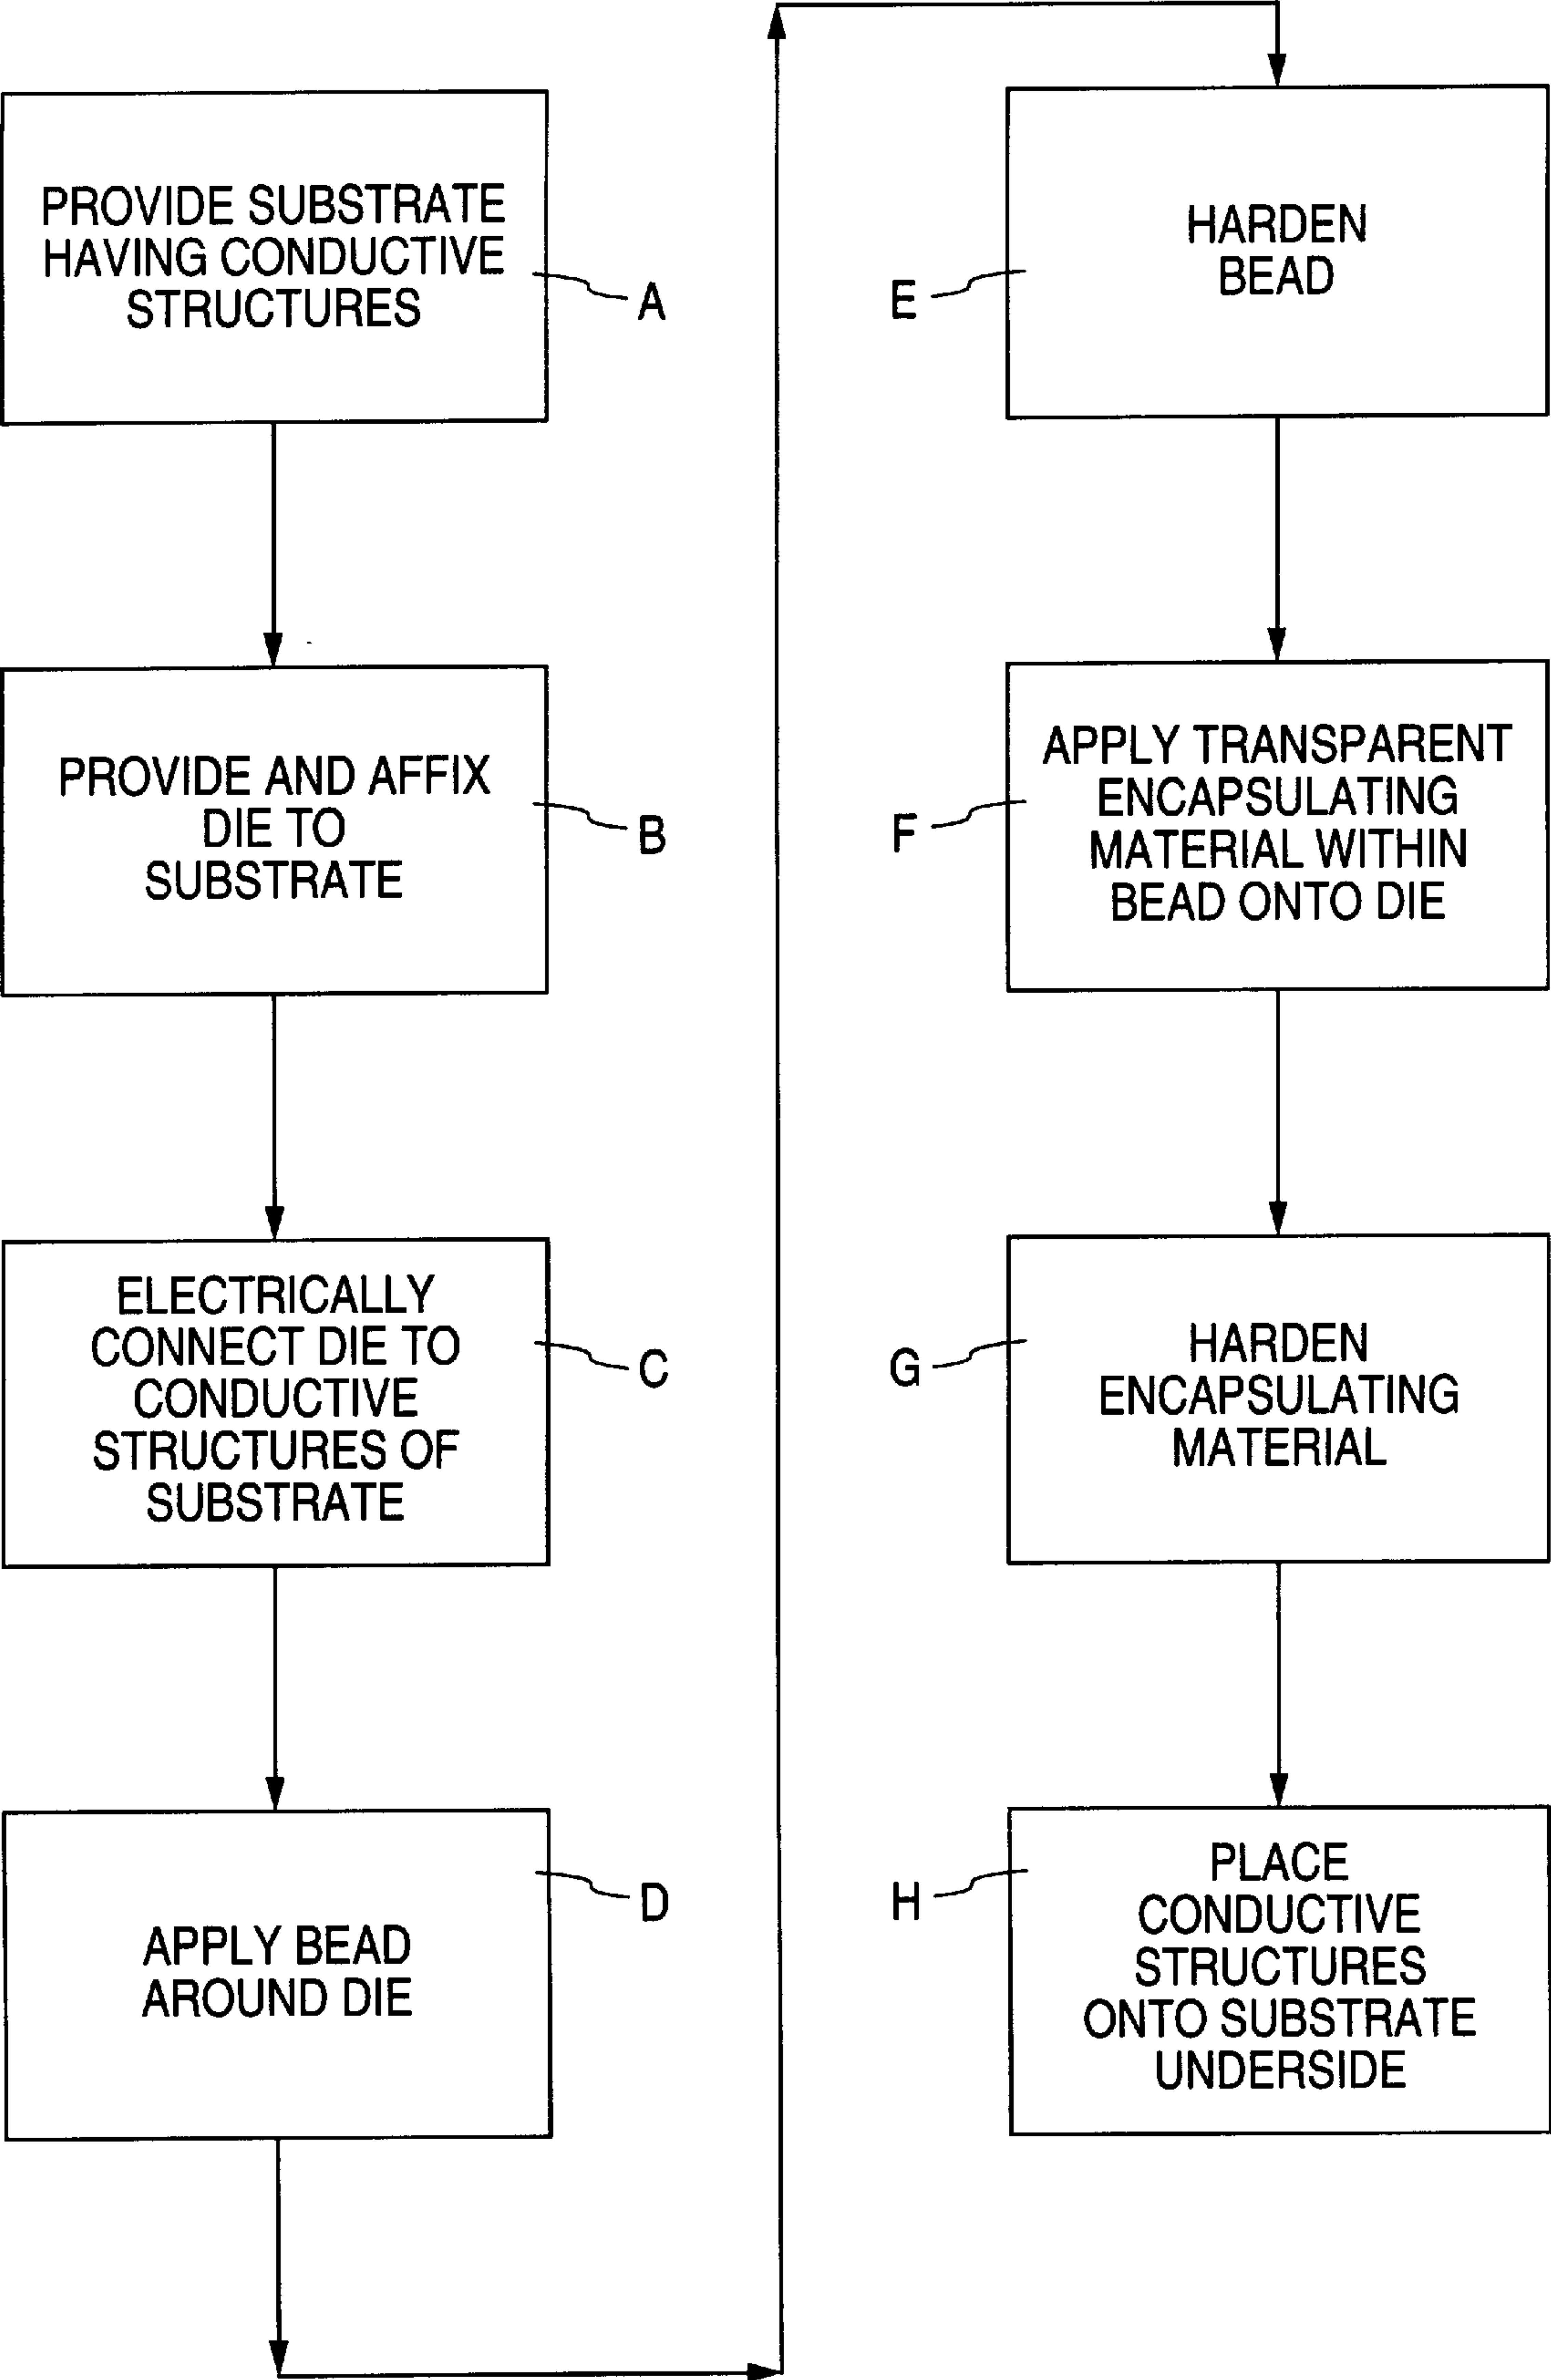 PROVIDE SUBSTRATE
HAVING CONDUCTIVE
STRUCTURES
A
PROVIDE AND AFFIX
DIE TO
SUBSTRATE
B
ELECTRICALLY
CONNECT DIE TO
CONDUCTIVE
STRUCTURES OF
SUBSTRATE
C
APPLY BEAD
AROUND DIE
D
HARDEN
BEAD
E
APPLY TRANSPARENT
ENCAPSULATING
MATERIAL WITHIN
BEAD ONTO DIE
F
HARDEN
ENCAPSULATING
MATERIAL
G
PLACE
CONDUCTIVE
STRUCTURES
ONTO SUBSTRATE
UNDERSIDE
H